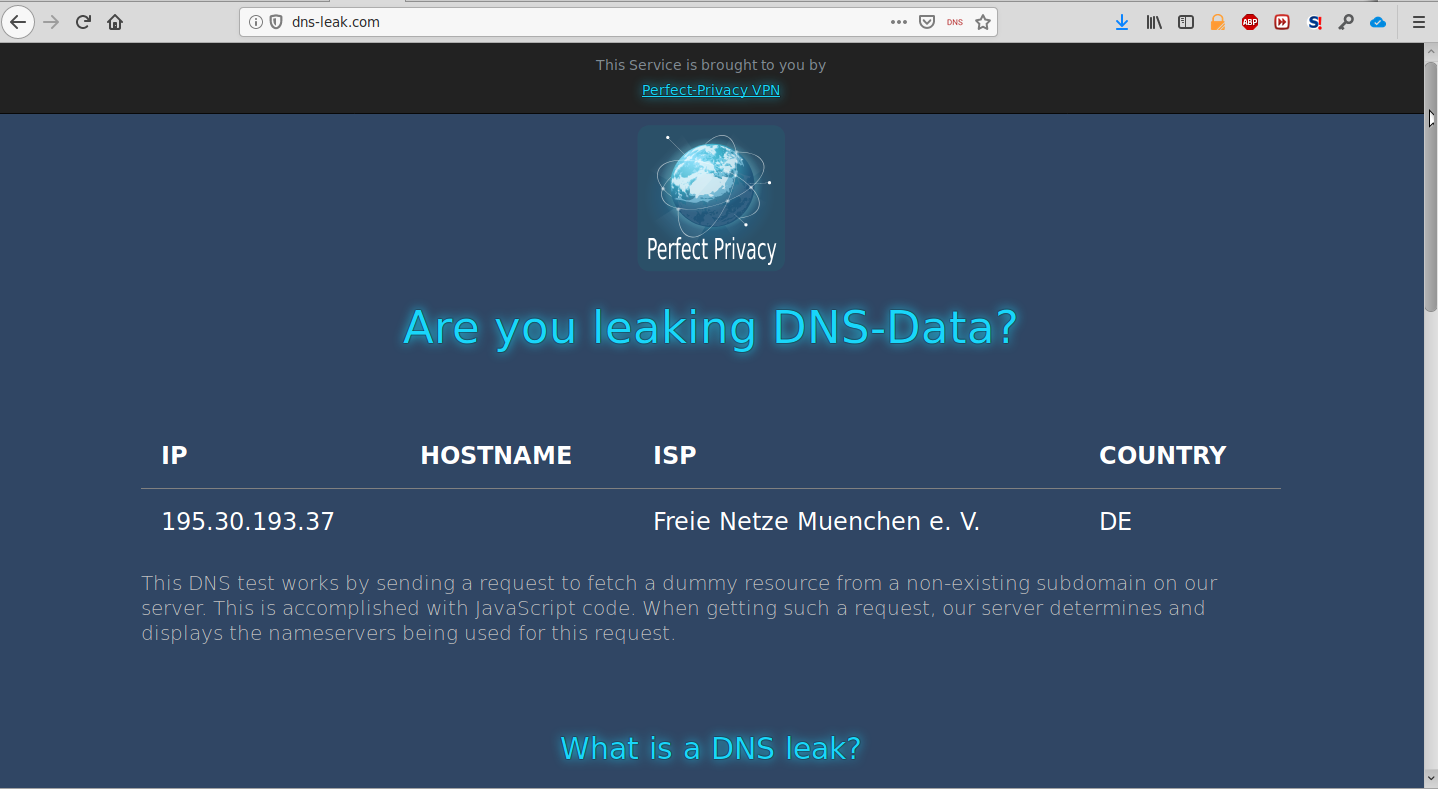 dns-leak.com
DNS
ABP
S!
This Service is brought to you by
Perfect-Privacy VPN
Perfect Privacy
Are you leaking DNS-Data?
IP HOSTNAME ISP COUNTRY
195.30.193.37 Freie Netze Muenchen e. V. DE
This DNS test works by sending a request to fetch a dummy resource from a non-existing subdomain on our
server. This is accomplished with JavaScript code. When getting such a request, our server determines and
displays the nameservers being used for this request.
What is a DNS leak?